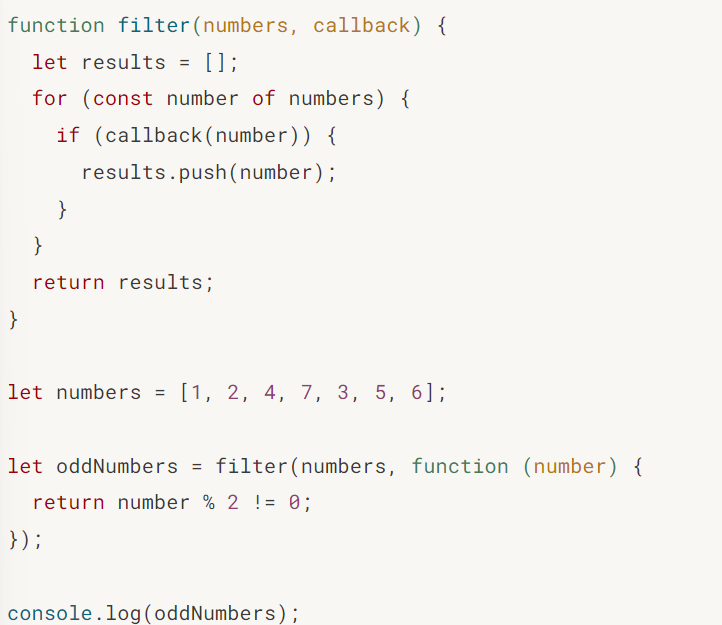 function filter(numbers, callback) {
  let results = [];
  for (const number of numbers) {
    if (callback(number)) {
      results.push(number);
    }
  }
  return results;
}

let numbers = [1, 2, 4, 7, 3, 5, 6];

let oddNumbers = filter(numbers, function (number) {
  return number % 2 != 0;
});

console.log(oddNumbers);